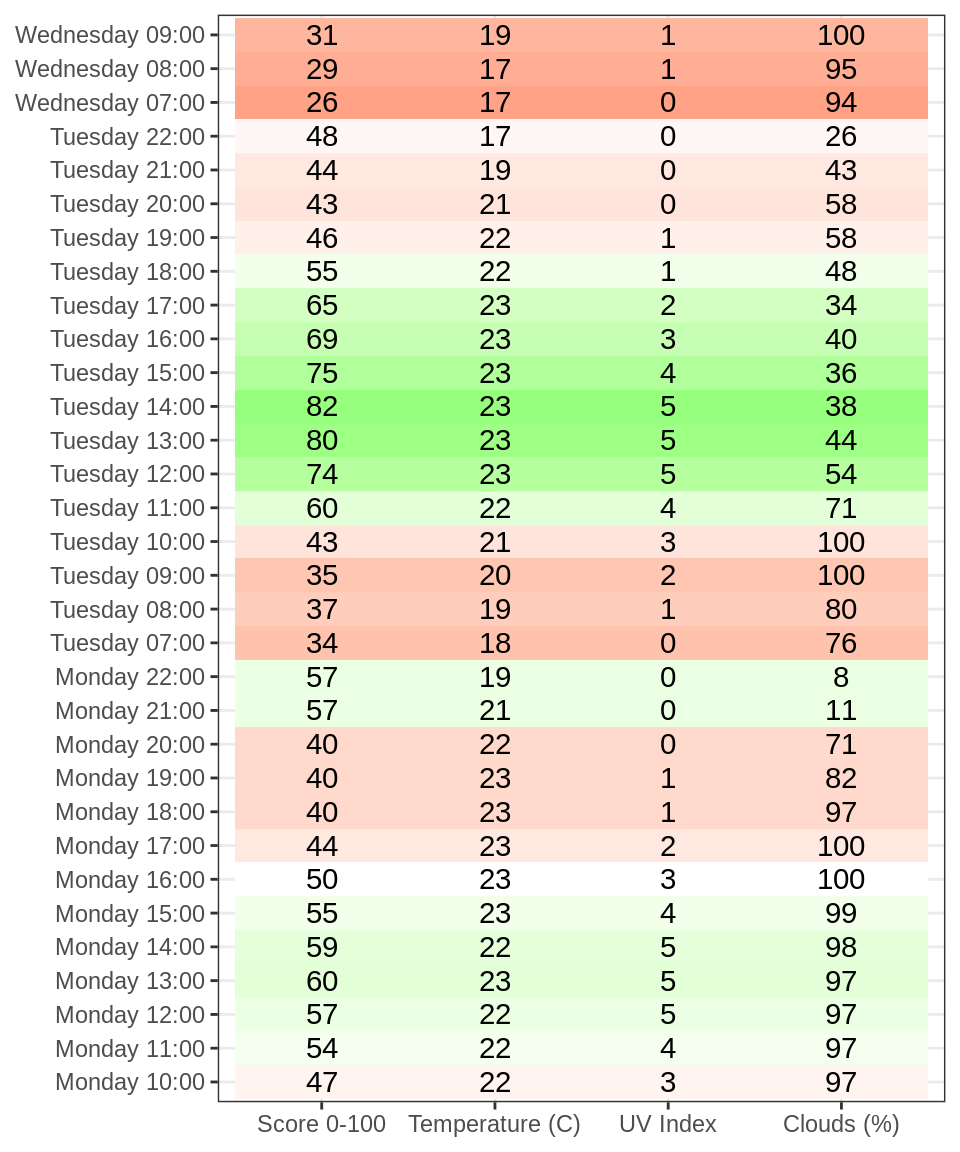 Wednesday 09:00 31 19 1 100
Wednesday 08:00 29 17 1 95
Wednesday 07:00 26 17 0 94
Tuesday 22:00 48 17 0 26
Tuesday 21:00 44 19 0 43
Tuesday 20:00 43 21 0 58
Tuesday 19:00 46 22 1 58
Tuesday 18:00 55 22 1 48
Tuesday 17:00 65 23 2 34
Tuesday 16:00 69 23 3 40
Tuesday 15:00 75 23 4 36
Tuesday 14:00 82 23 5 38
Tuesday 13:00 80 23 5 44
Tuesday 12:00 74 23 5 54
Tuesday 11:00 60 22 4 71
Tuesday 10:00 43 21 3 100
Tuesday 09:00 35 20 2 100
Tuesday 08:00 37 19 1 80
Tuesday 07:00 34 18 0 76
Monday 22:00 57 19 0 8
Monday 21:00 57 21 0 11
Monday 20:00 40 22 0 71
Monday 19:00 40 23 1 82
Monday 18:00 40 23 1 97
Monday 17:00 44 23 2 100
Monday 16:00 50 23 3 100
Monday 15:00 55 23 4 99
Monday 14:00 59 22 5 98
Monday 13:00 60 23 5 97
Monday 12:00 57 22 5 97
Monday 11:00 54 22 4 97
Monday 10:00 47 22 3 97
Score 0-100 Temperature (C) UV Index Clouds (%)